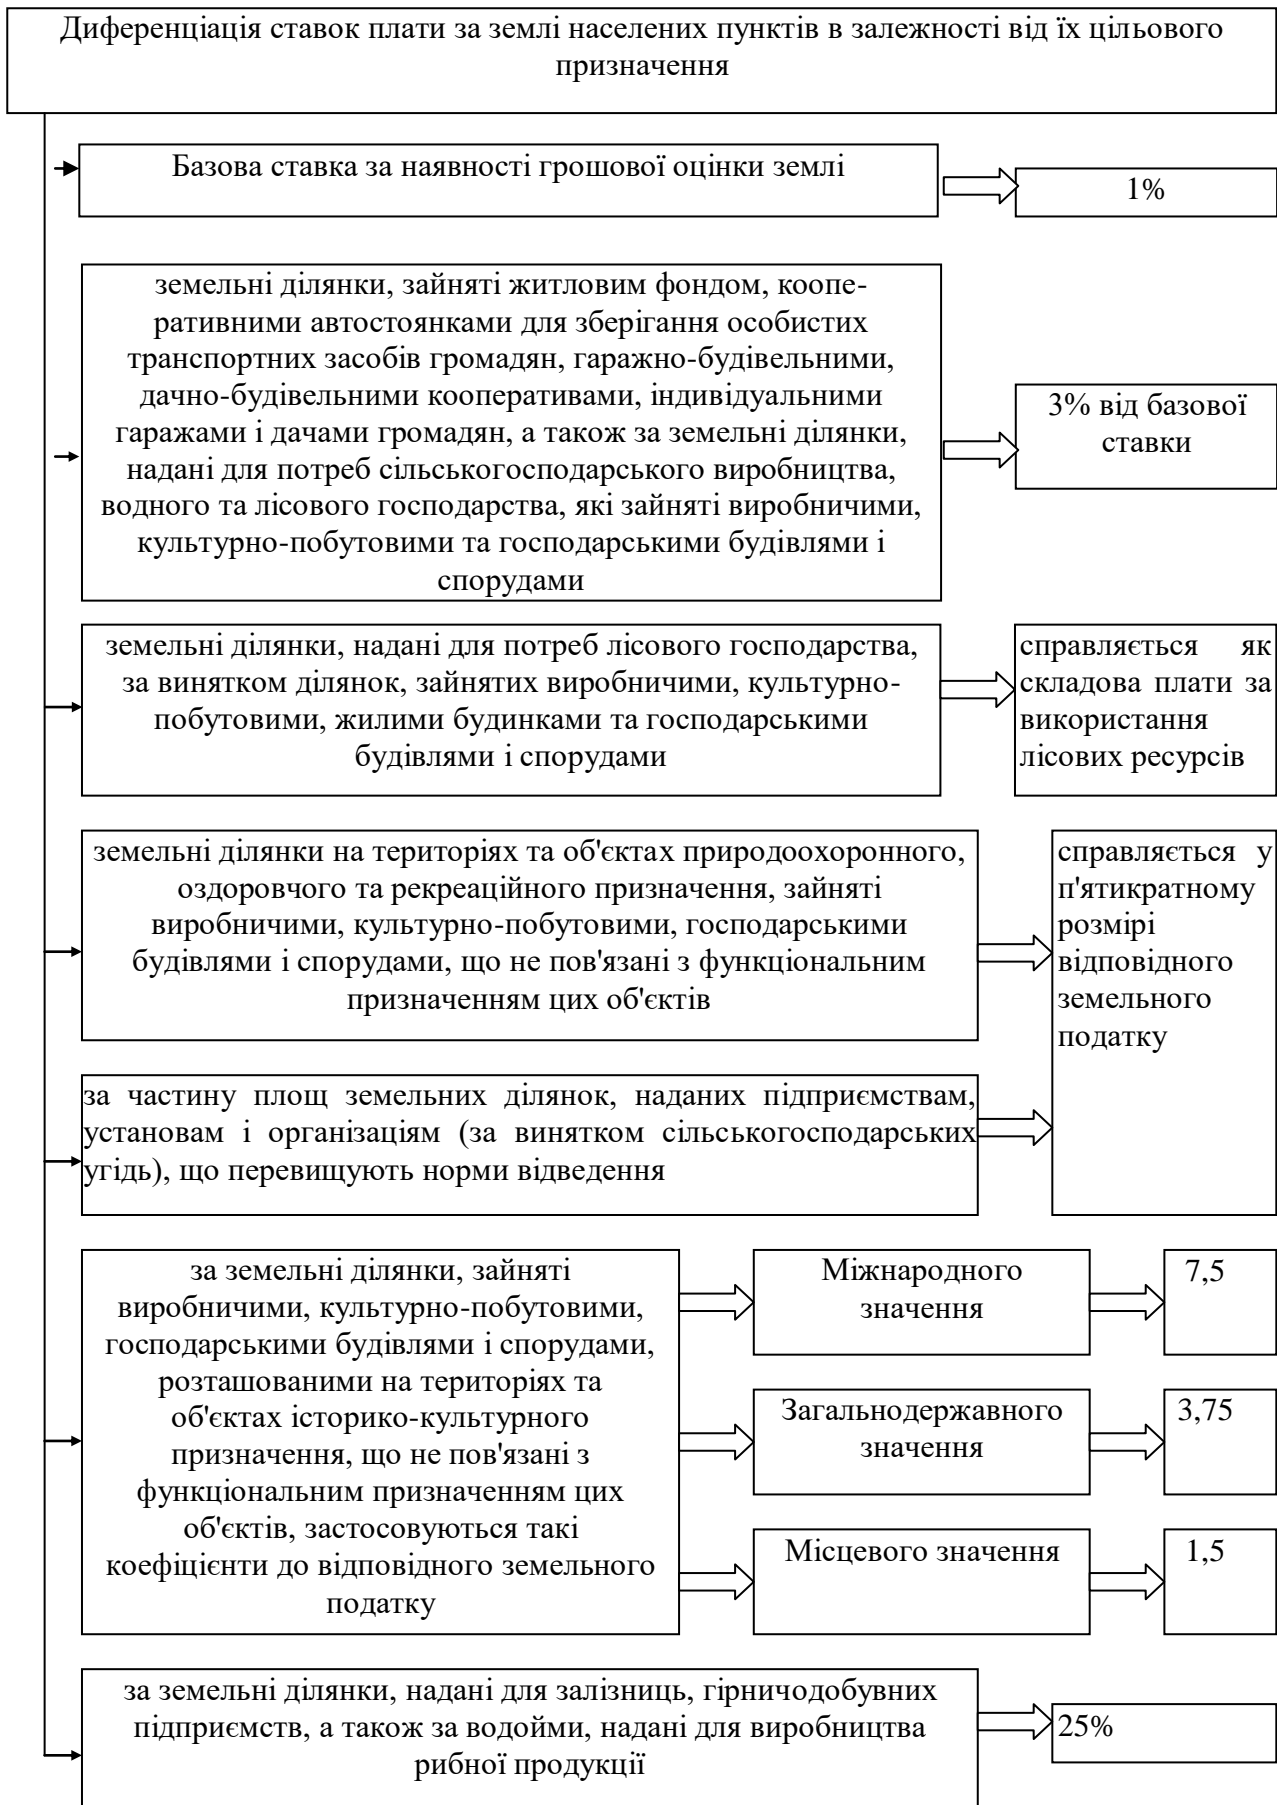 Диференціація ставок плати за землі населених пунктів в залежності від їх цільового
призначення
Базова ставка за наявності грошової оцінки землі
1%
земельні ділянки, зайняті житловим фондом, коопе-
ративними автостоянками для зберігання особистих
транспортних засобів громадян, гаражно-будівельними,
дачно-будівельними кооперативами, індивідуальними
гаражами і дачами громадян, а також за земельні ділянки,
надані для потреб сільськогосподарського виробництва,
водного та лісового господарства, які зайняті виробничими,
культурно-побутовими та господарськими будівлями і
спорудами
3% від базової
ставки
земельні ділянки, надані для потреб лісового господарства,
за винятком ділянок, зайнятих виробничими, культурно-
побутовими, жилими будинками та господарськими
будівлями і спорудами
справляється як
складова плати за
використання
лісових ресурсів
земельні ділянки на територіях та об'єктах природоохоронного,
оздоровчого та рекреаційного призначення, зайняті
виробничими, культурно-побутовими, господарськими
будівлями і спорудами, що не пов'язані з функціональним
призначенням цих об'єктів
справляється у
п'ятикратному
розмірі
відповідного
земельного
податку
за частину площ земельних ділянок, наданих підприємствам,
установам і організаціям (за винятком сільськогосподарських
угідь), що перевищують норми відведення
за земельні ділянки, зайняті
виробничими, культурно-побутовими,
господарськими будівлями і спорудами,
розташованими на територіях та
об'єктах історико-культурного
призначення, що не пов'язані з
функціональним призначенням цих
об'єктів, застосовуються такі
коефіцієнти до відповідного земельного
податку
Міжнародного
значення
7,5
Загальнодержавного
значення
3,75
Місцевого значення
1,5
за земельні ділянки, надані для залізниць, гірничодобувних
підприємств, а також за водойми, надані для виробництва
рибної продукції
25%